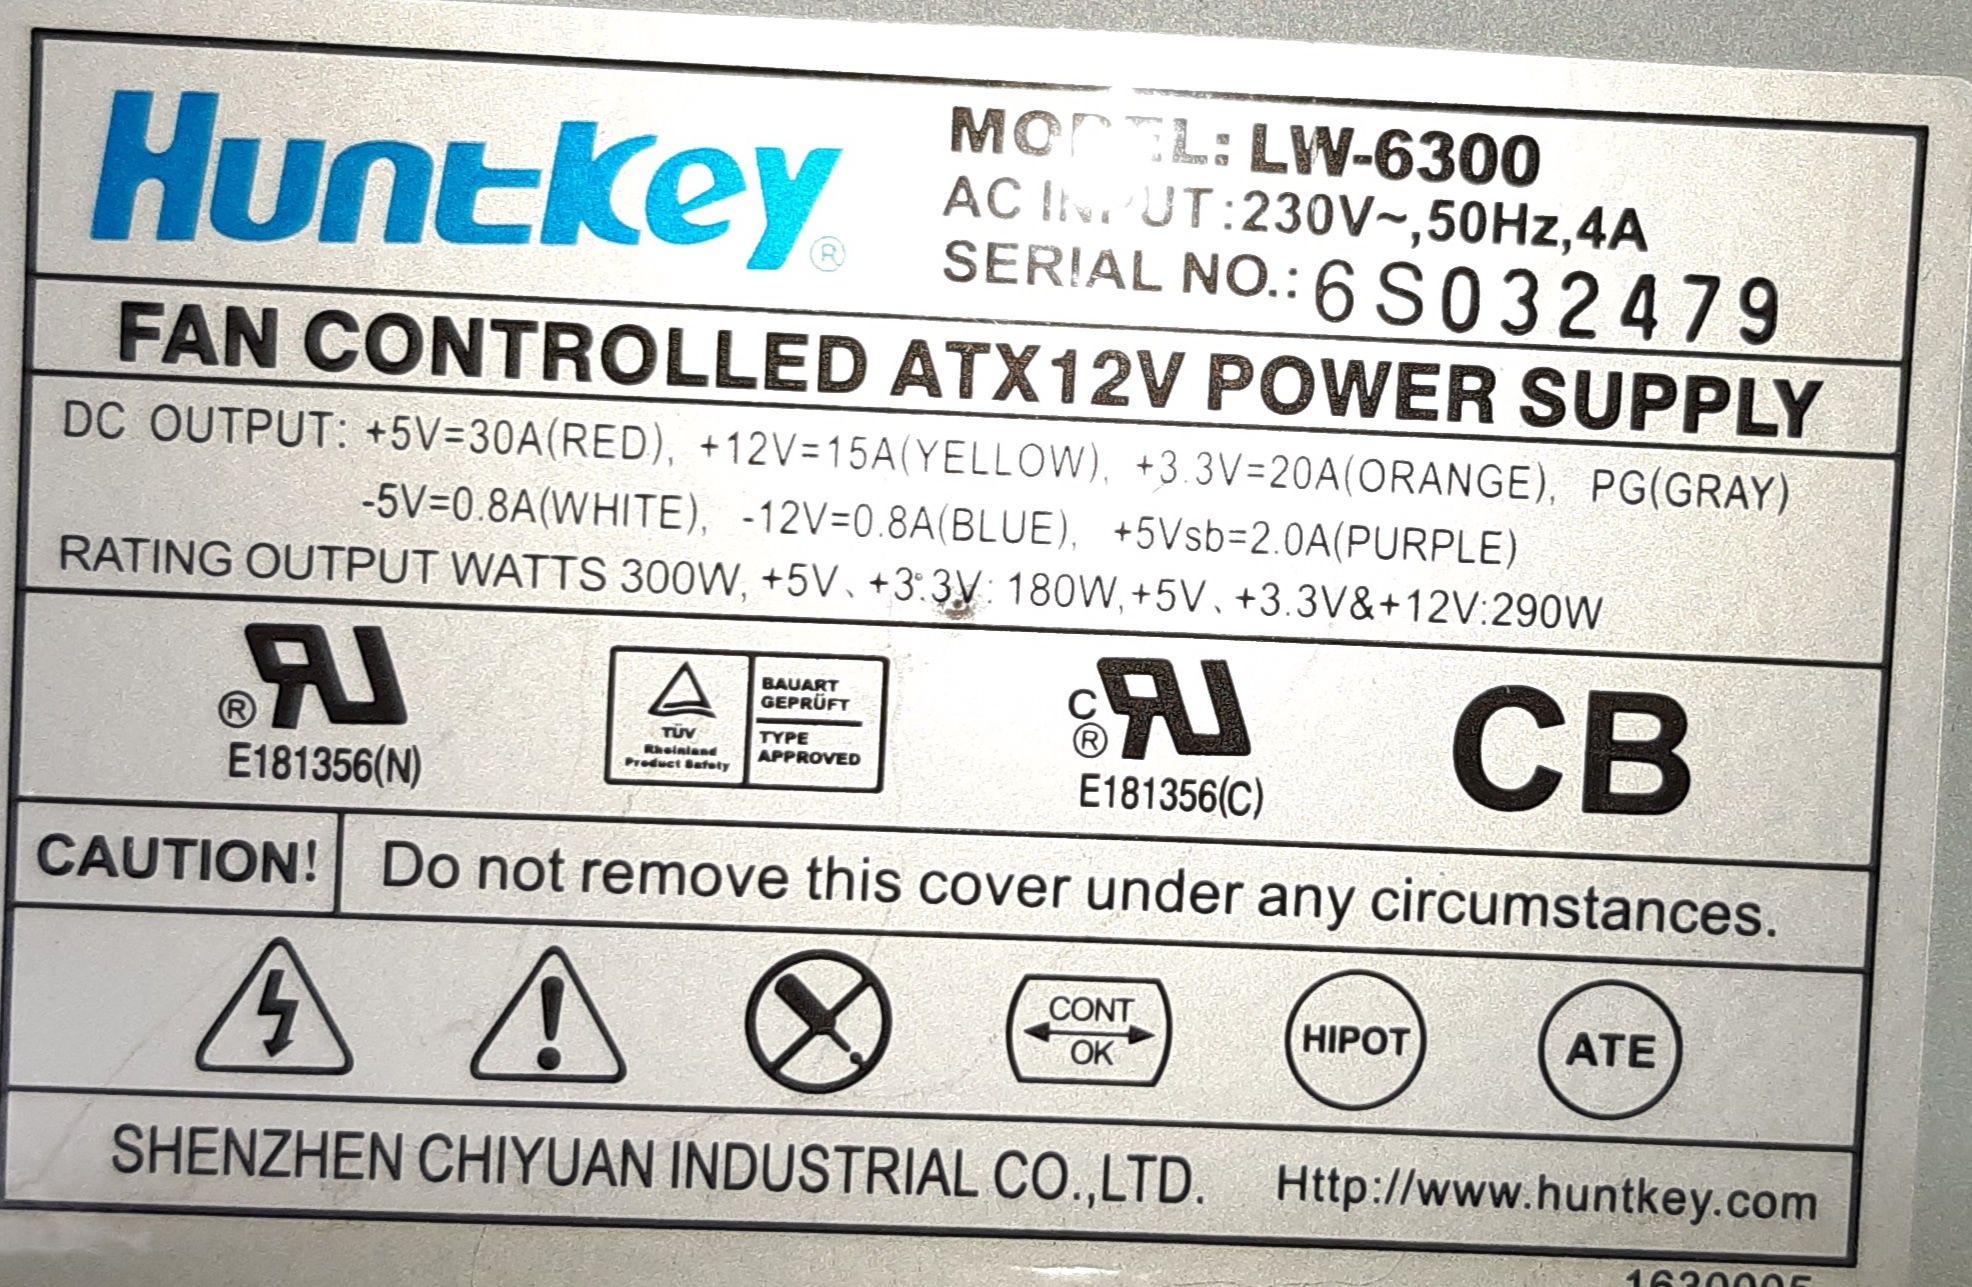 Huntkey®
MODEL: LW-6300
AC INPUT:230V~,50Hz,4A
SERIAL NO.:6S032479
FAN CONTROLLED ATX12V POWER SUPPLY
DC OUTPUT: +5V=30A(RED), +12V=15A(YELLOW), +3.3V=20A(ORANGE), PG(GRAY)
-5V=0.8A(WHITE), -12V=0.8A(BLUE), +5Vsb=2.0A(PURPLE)
RATING OUTPUT WATTS 300W, +5V、+3.3V: 180W,+5V、+3.3V&+12V:290W
®
E181356(N)
TÜV
Rheinland
Product Safety
BAUART
GEPRÜFT
TYPE
APPROVED
C
®
E181356(C)
CB
CAUTION!
Do not remove this cover under any circumstances.
CONT
OK
HIPOT
ATE
SHENZHEN CHIYUAN INDUSTRIAL CO.,LTD.
Http://www.huntkey.com